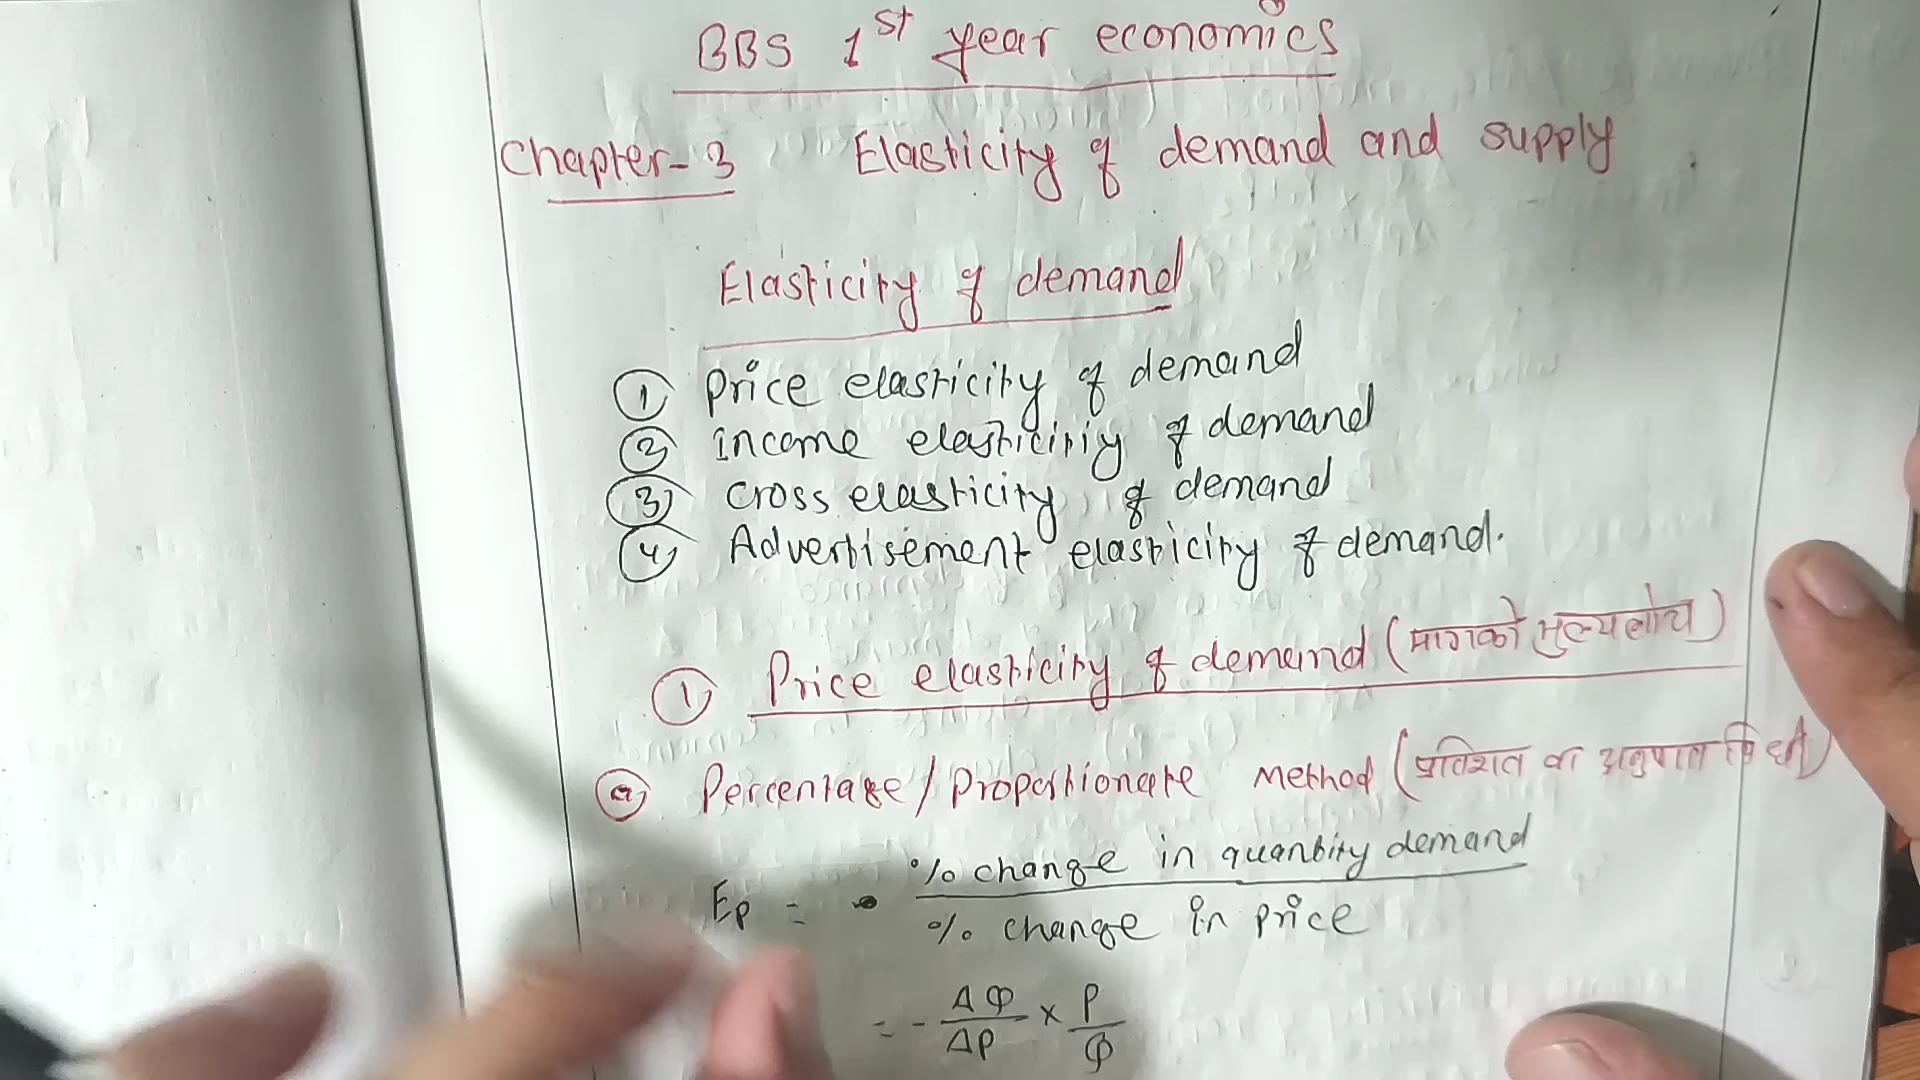 BBS 1st year economics
Chapter-3 Elasticity of demand and supply
Elasticity of demand
① Price elasticity of demand
② Income elasticity of demand
③ cross elasticity of demand
④ Advertisement elasticity of demand.
① Price elasticity of demand (मागको मुल्यलोच)
ⓐ Percentage/Proportionate Method (प्रतिशत वा अनुपात विधी)
Ep = % change in quantity demand
% change in price
= - ΔQ/ΔP × P/Q